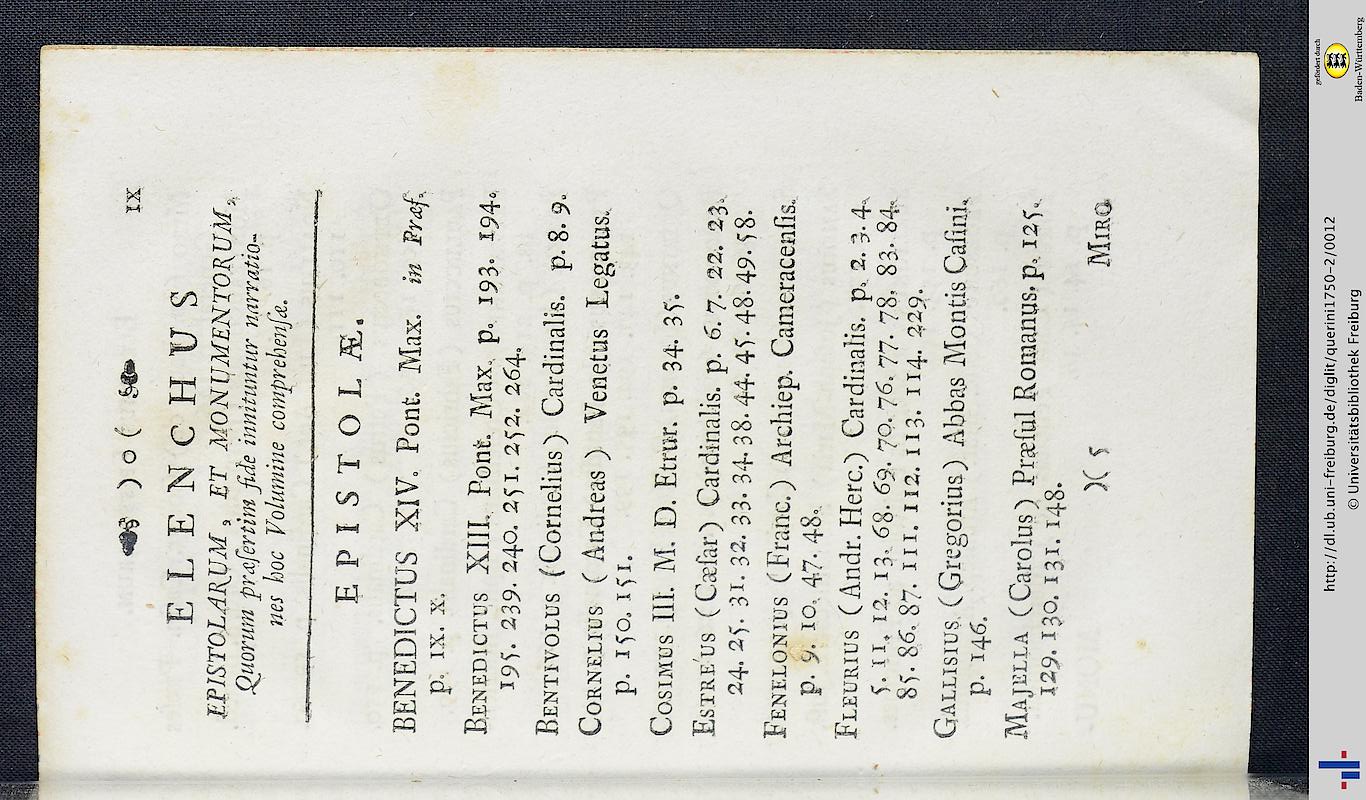 ) o (
IX
ELENCHUS
EPISTOLARUM, ET MONUMENTORUM,
Quorum præſertim fide innituntur narratio-
nes hoc Volumine comprehenſæ.
EPISTOLÆ.
BENEDICTUS XIV. Pont. Max. in Præf.
p. IX. X.
BENEDICTUS XIII. Pont. Max. p. 193. 194.
195. 239. 240. 251. 252. 264.
BENTIVOLUS (Cornelius) Cardinalis. p. 8. 9.
CORNELIUS (Andreas) Venetus Legatus.
p. 150. 151.
COSIMUS III. M. D. Etrur. p. 34. 35.
ESTRE'US (Cæſar) Cardinalis. p. 6. 7. 22. 23.
24. 25. 31. 32. 33. 34. 38. 44. 45. 48. 49. 58.
FENELONIUS (Franc.) Archiep. Cameracenſis.
p. 9. 10. 47. 48.
FLEURIUS (Andr. Herc.) Cardinalis. p. 2. 3. 4.
5. 11. 12. 13. 68. 69. 70. 76. 77. 78. 83. 84.
85. 86. 87. 111. 112. 113. 114. 229.
GALLISIUS (Gregorius) Abbas Montis Caſini.
p. 146.
MAJELLA (Carolus) Præſul Romanus. p. 125.
129. 130. 131. 148.
)( 5
MIRO
http://dl.ub.uni-freiburg.de/diglit/querini1750-2/0012
© Universitätsbibliothek Freiburg
gefördert durch
Baden-Württemberg